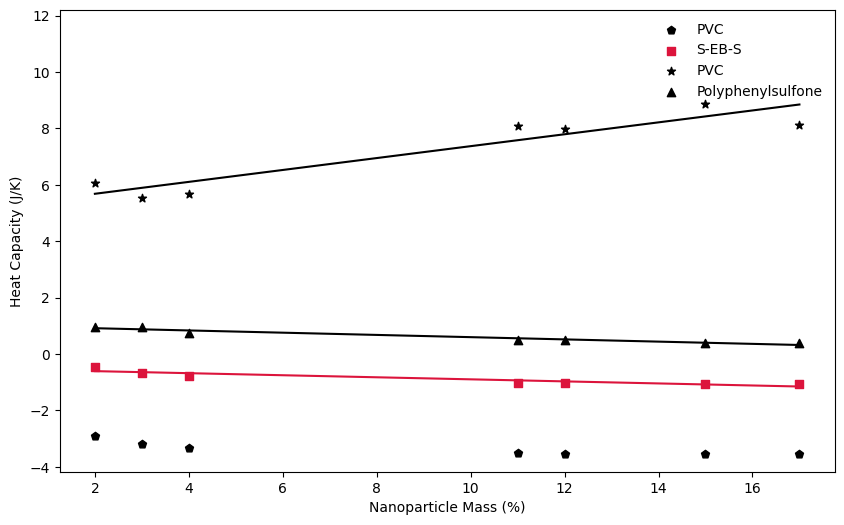 12
10
8
6
4
2
0
−2
−4
Heat Capacity (J/K)
PVC
S-EB-S
PVC
Polyphenylsulfone
2 4 6 8 10 12 14 16
Nanoparticle Mass (%)